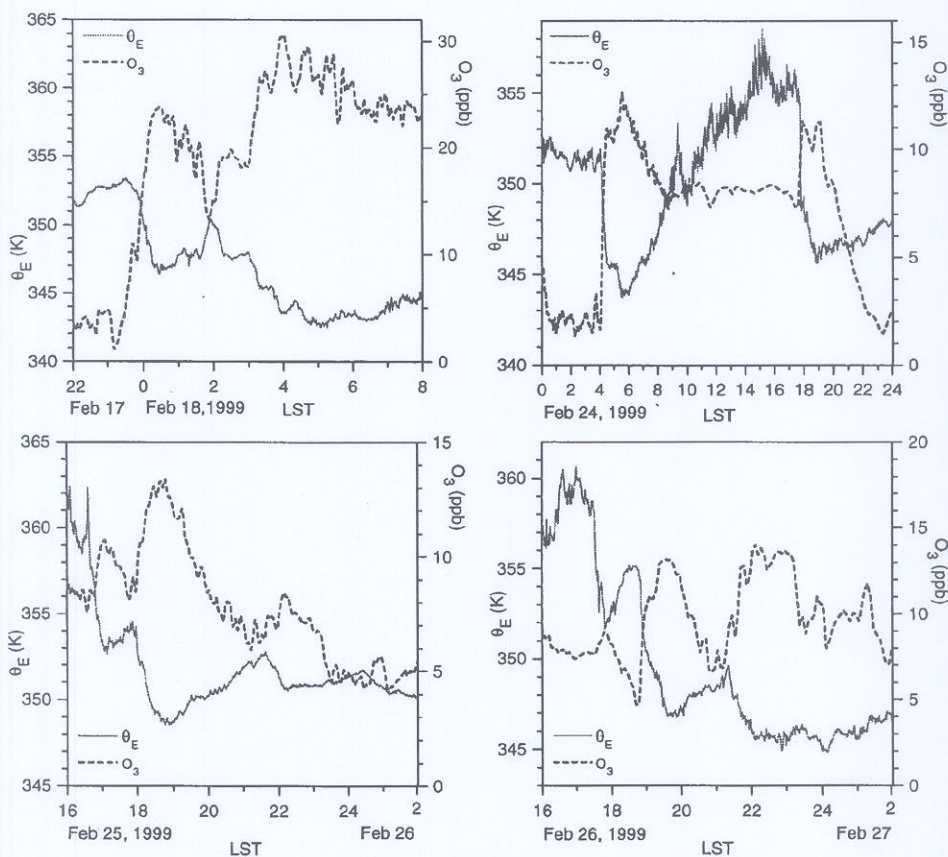 365
360
355
350
345
340
θE (K)
θE
O3
30
20
10
0
O3 (ppb)
22 0 2 4 6 8
Feb 17 Feb 18,1999 LST
355
350
345
340
θE (K)
θE
O3
15
10
5
0
O3 (ppb)
0 2 4 6 8 10 12 14 16 18 20 22 24
Feb 24, 1999 LST
365
360
355
350
345
θE (K)
θE
O3
15
10
5
0
O3 (ppb)
16 18 20 22 24 2
Feb 25, 1999 Feb 26
LST
360
355
350
345
θE (K)
θE
O3
20
15
10
5
0
O3 (ppb)
16 18 20 22 24 2
Feb 26, 1999 Feb 27
LST